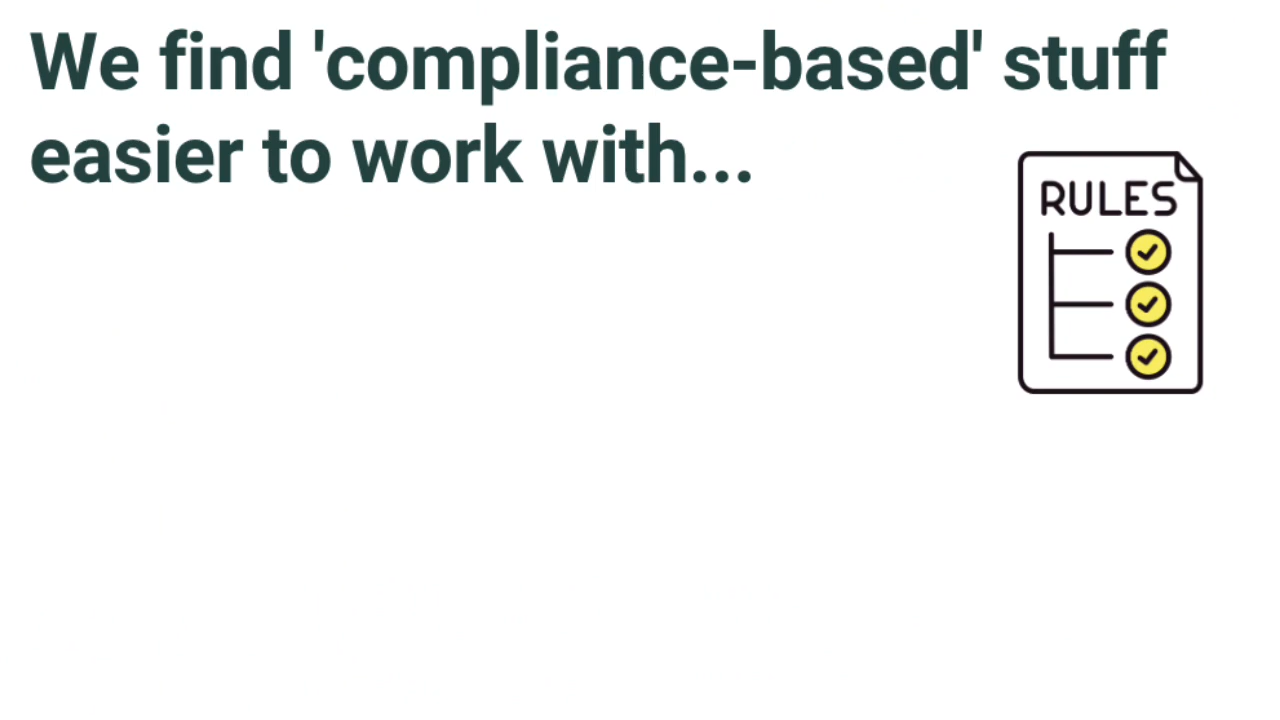 We find 'compliance-based' stuff
easier to work with...
RULES